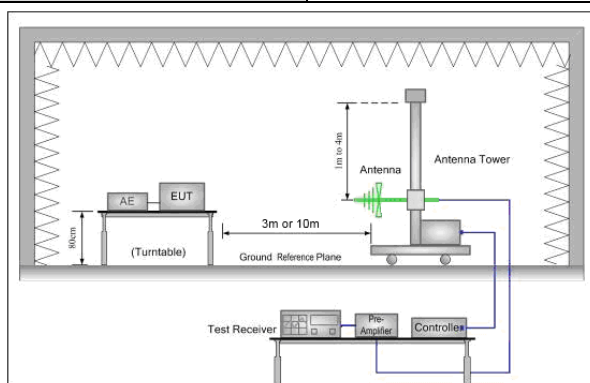 1m to 4m
Antenna
Antenna Tower
AE
EUT
3m or 10m
80cm
(Turntable)
Ground Reference Plane
Test Receiver
Pre-
Amplifier
Controller